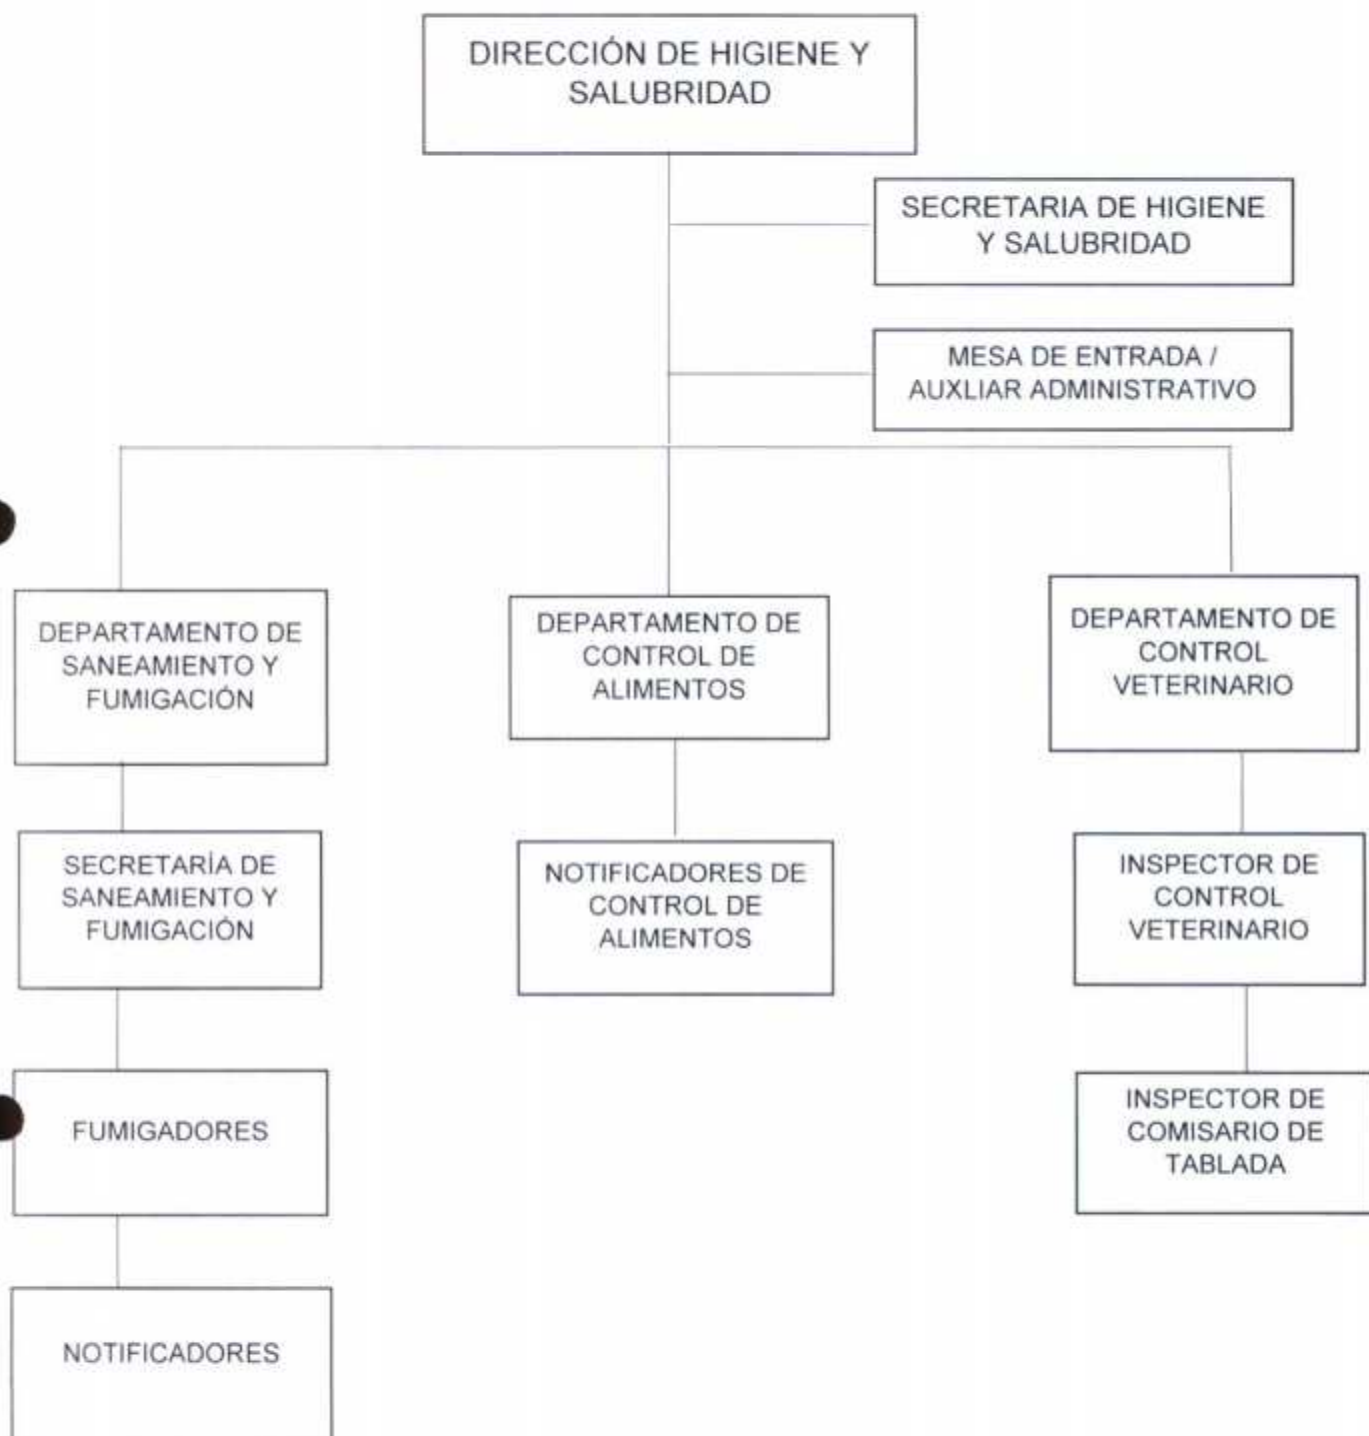 DIRECCIÓN DE HIGIENE Y
SALUBRIDAD
SECRETARIA DE HIGIENE
Y SALUBRIDAD
MESA DE ENTRADA /
AUXLIAR ADMINISTRATIVO
DEPARTAMENTO DE
SANEAMIENTO Y
FUMIGACIÓN
DEPARTAMENTO DE
CONTROL DE
ALIMENTOS
DEPARTAMENTO DE
CONTROL
VETERINARIO
SECRETARÍA DE
SANEAMIENTO Y
FUMIGACIÓN
NOTIFICADORES DE
CONTROL DE
ALIMENTOS
INSPECTOR DE
CONTROL
VETERINARIO
FUMIGADORES
INSPECTOR DE
COMISARIO DE
TABLADA
NOTIFICADORES